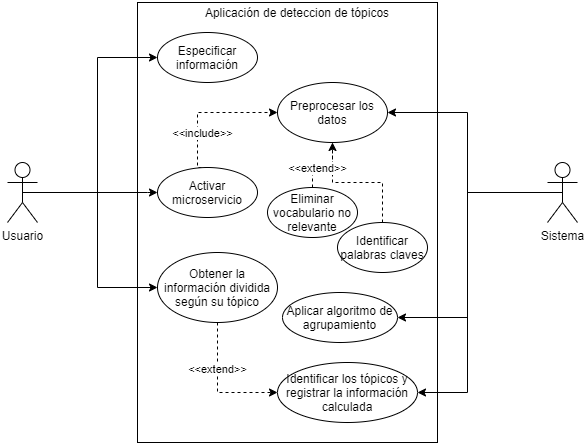 Aplicación de deteccion de tópicos
Especificar
información
Preprocesar los
datos
<<include>>
<<extend>>
Activar
microservicio
Eliminar
vocabulario no
relevante
Identificar
palabras claves
Usuario
Sistema
Obtener la
información dividida
según su tópico
Aplicar algoritmo de
agrupamiento
<<extend>>
Identificar los tópicos y
registrar la información
calculada